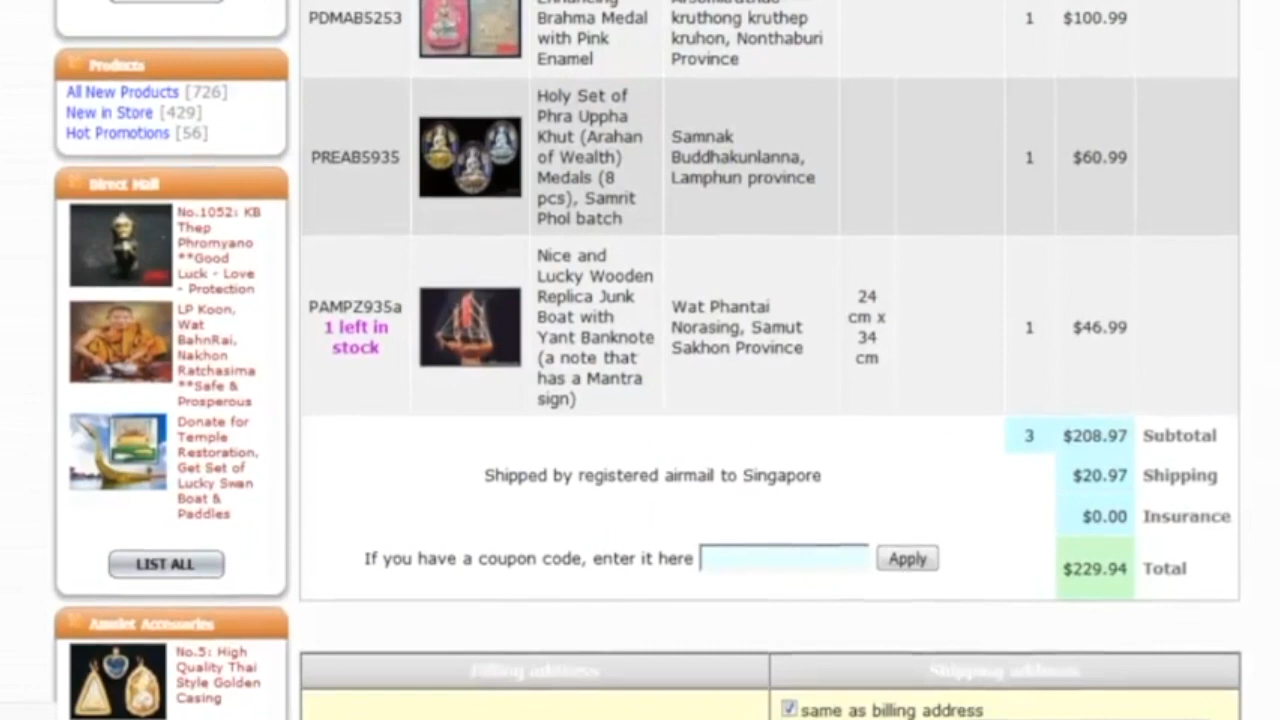 Products
All New Products [726]
New in Store [429]
Hot Promotions [56]
Direct Mall
No.1052: KB
Thep
Phromyano
**Good
Luck - Love
- Protection
LP Koon,
Wat
BahnRai,
Nakhon
Ratchasima
**Safe &
Prosperous
Donate for
Temple
Restoration,
Get Set of
Lucky Swan
Boat &
Paddles
LIST ALL
Amulet Accessories
No.5: High
Quality Thai
Style Golden
Casing
PDMAB5253
Brahma Medal
with Pink
Enamel
kruthong kruthep
kruhon, Nonthaburi
Province
1
$100.99
PREAB5935
Holy Set of
Phra Uppha
Khut (Arahan
of Wealth)
Medals (8
pcs), Samrit
Phol batch
Samnak
Buddhakunlanna,
Lamphun province
1
$60.99
PAMPZ935a
1 left in
stock
Nice and
Lucky Wooden
Replica Junk
Boat with
Yant Banknote
(a note that
has a Mantra
sign)
Wat Phantai
Norasing, Samut
Sakhon Province
24
cm x
34
cm
1
$46.99
3 $208.97 Subtotal
Shipped by registered airmail to Singapore $20.97 Shipping
$0.00 Insurance
If you have a coupon code, enter it here Apply $229.94 Total
Billing address
Shipping address
same as billing address